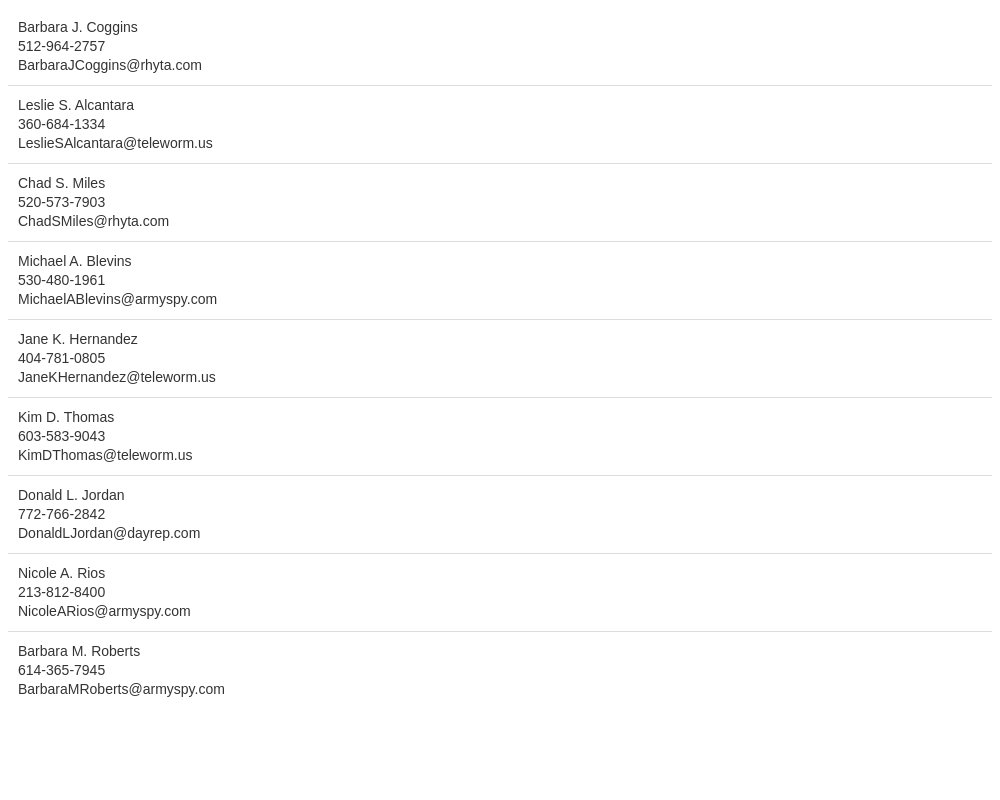 Barbara J. Coggins
512-964-2757
BarbaraJCoggins@rhyta.com
Leslie S. Alcantara
360-684-1334
LeslieSAlcantara@teleworm.us
Chad S. Miles
520-573-7903
ChadSMiles@rhyta.com
Michael A. Blevins
530-480-1961
MichaelABlevins@armyspy.com
Jane K. Hernandez
404-781-0805
JaneKHernandez@teleworm.us
Kim D. Thomas
603-583-9043
KimDThomas@teleworm.us
Donald L. Jordan
772-766-2842
DonaldLJordan@dayrep.com
Nicole A. Rios
213-812-8400
NicoleARios@armyspy.com
Barbara M. Roberts
614-365-7945
BarbaraMRoberts@armyspy.com